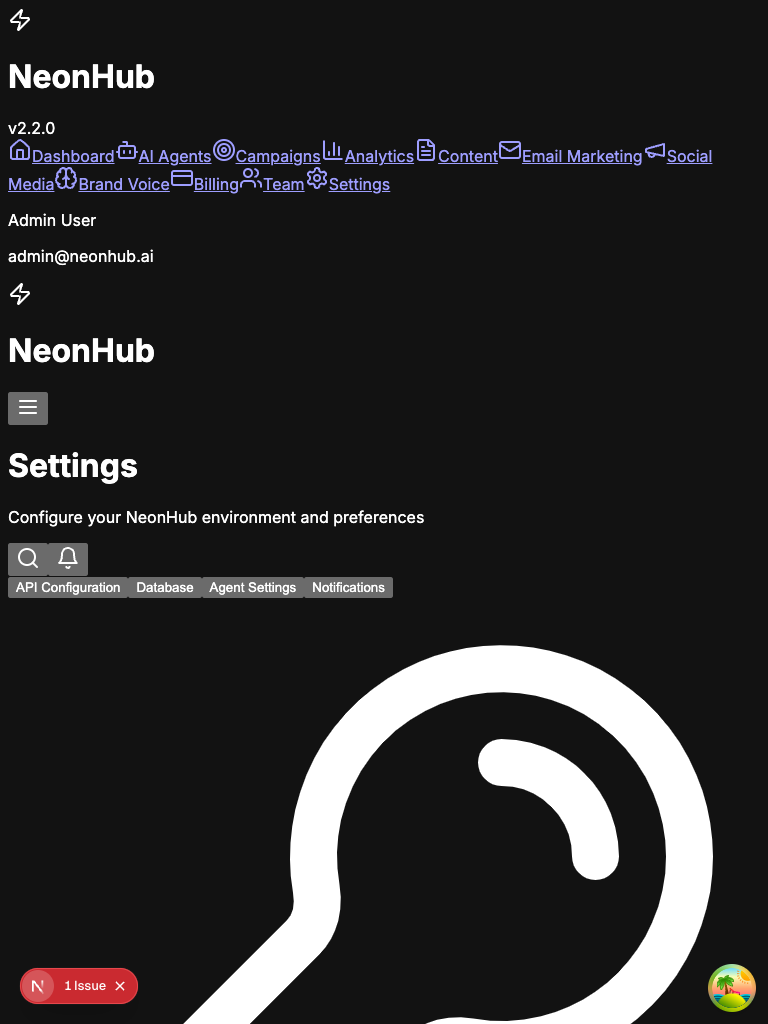 NeonHub
v2.2.0
Dashboard AI Agents Campaigns Analytics Content Email Marketing Social
Media Brand Voice Billing Team Settings
Admin User
admin@neonhub.ai
NeonHub
Settings
Configure your NeonHub environment and preferences
API Configuration Database Agent Settings Notifications
N 1 Issue